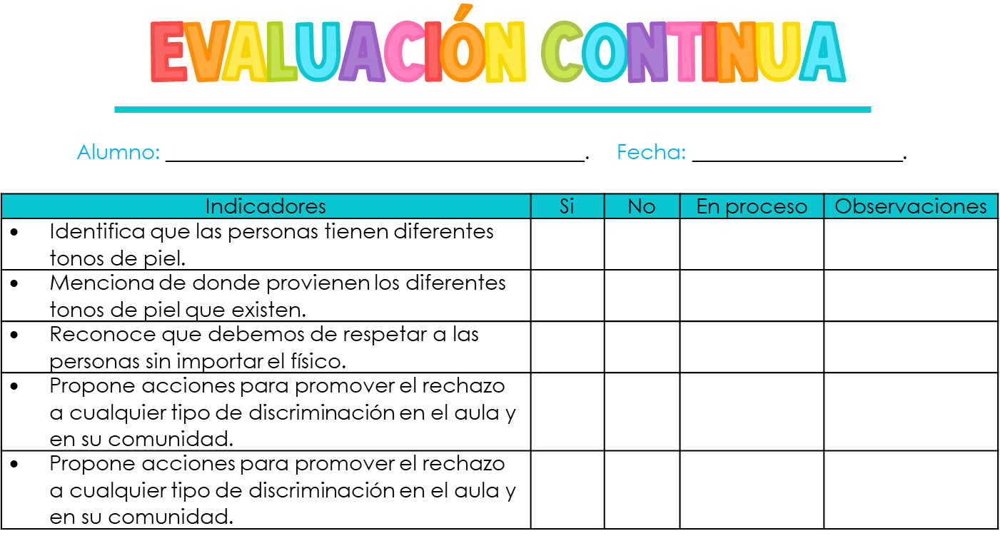 EVALUACIÓN CONTINUA
Alumno: ______________________________________. Fecha: ___________________.
Indicadores Si No En proceso Observaciones
• Identifica que las personas tienen diferentes
tonos de piel.
• Menciona de donde provienen los diferentes
tonos de piel que existen.
• Reconoce que debemos de respetar a las
personas sin importar el físico.
• Propone acciones para promover el rechazo
a cualquier tipo de discriminación en el aula y
en su comunidad.
• Propone acciones para promover el rechazo
a cualquier tipo de discriminación en el aula y
en su comunidad.